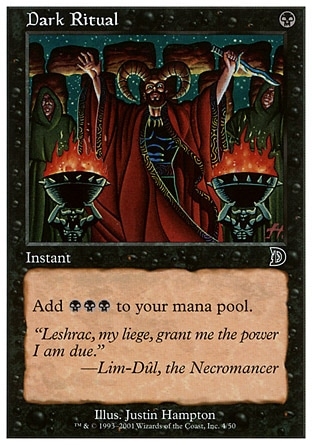 Dark Ritual
Instant
Add to your mana pool.
“Leshrac, my liege, grant me the power
I am due.”
—Lim-Dûl, the Necromancer
Illus. Justin Hampton
™ & © 1993–2001 Wizards of the Coast, Inc. 4/50